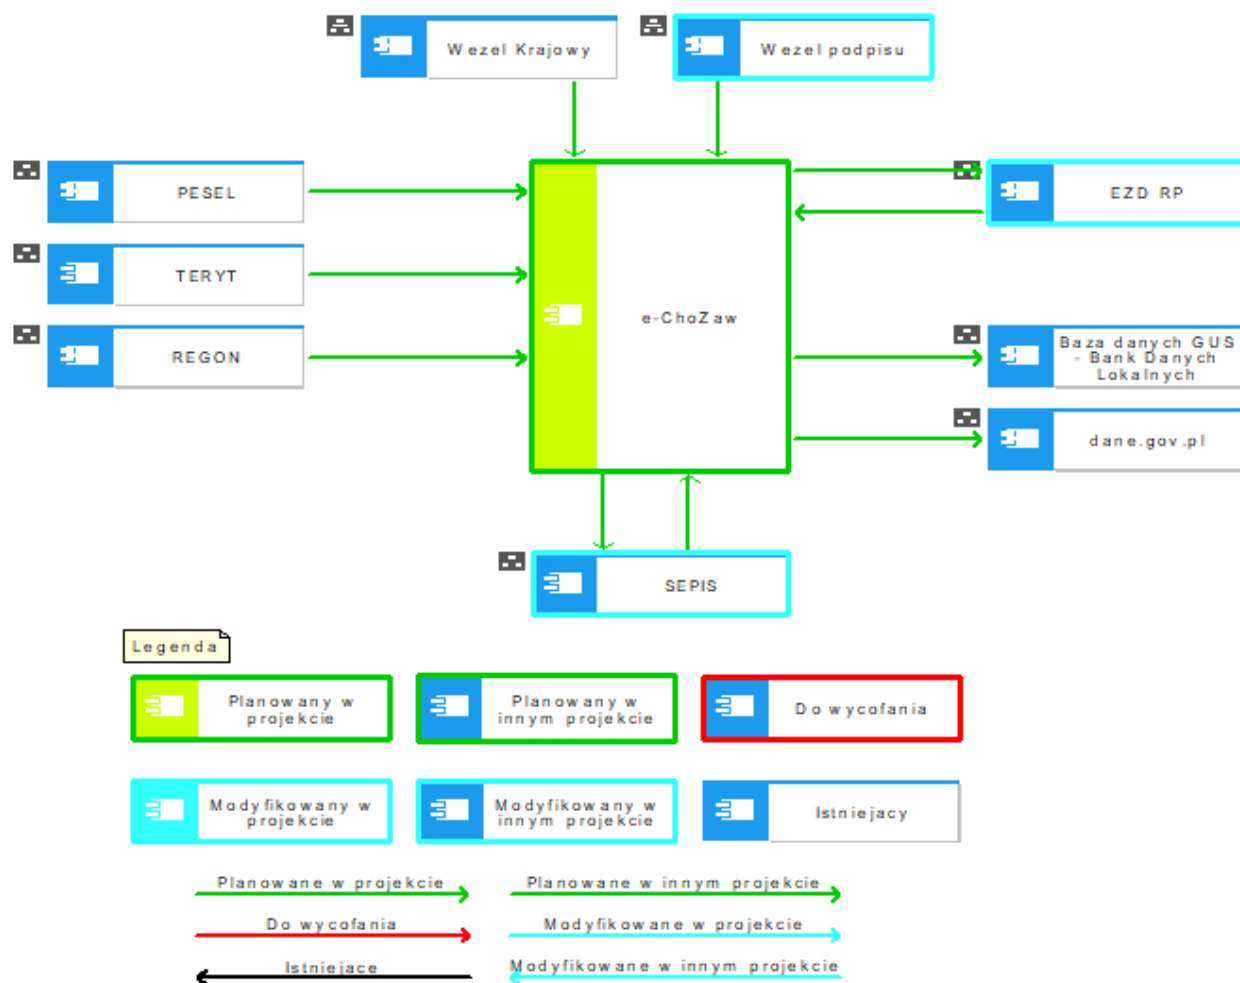 Wezel Krajowy
Wezel podpisu
PESEL
EZD RP
TERYT
e-ChoZaw
REGON
Baza danych GUS
- Bank Danych
Lokalnych
dane.gov.pl
SEPIS
Legenda
Planowany w
projekcie
Planowany w
innym projekcie
Do wycofania
Modyfikowany w
projekcie
Modyfikowany w
innym projekcie
Istniejacy
Planowane w projekcie
Planowane w innym projekcie
Do wycofania
Modyfikowane w projekcie
Istniejace
Modyfikowane w innym projekcie